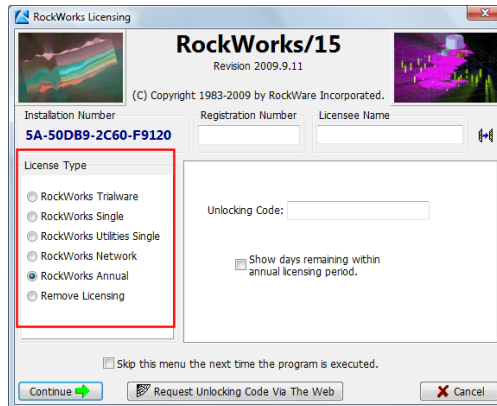 RockWorks Licensing
RockWorks/15
Revision 2009.9.11
(C) Copyright 1983-2009 by RockWare Incorporated.
Installation Number
Registration Number
Licensee Name
5A-50DB9-2C60-F9120
License Type
RockWorks Trialware
RockWorks Single
RockWorks Utilities Single
RockWorks Network
RockWorks Annual
Remove Licensing
Unlocking Code:
Show days remaining within
annual licensing period.
Skip this menu the next time the program is executed.
Continue
Request Unlocking Code Via The Web
Cancel